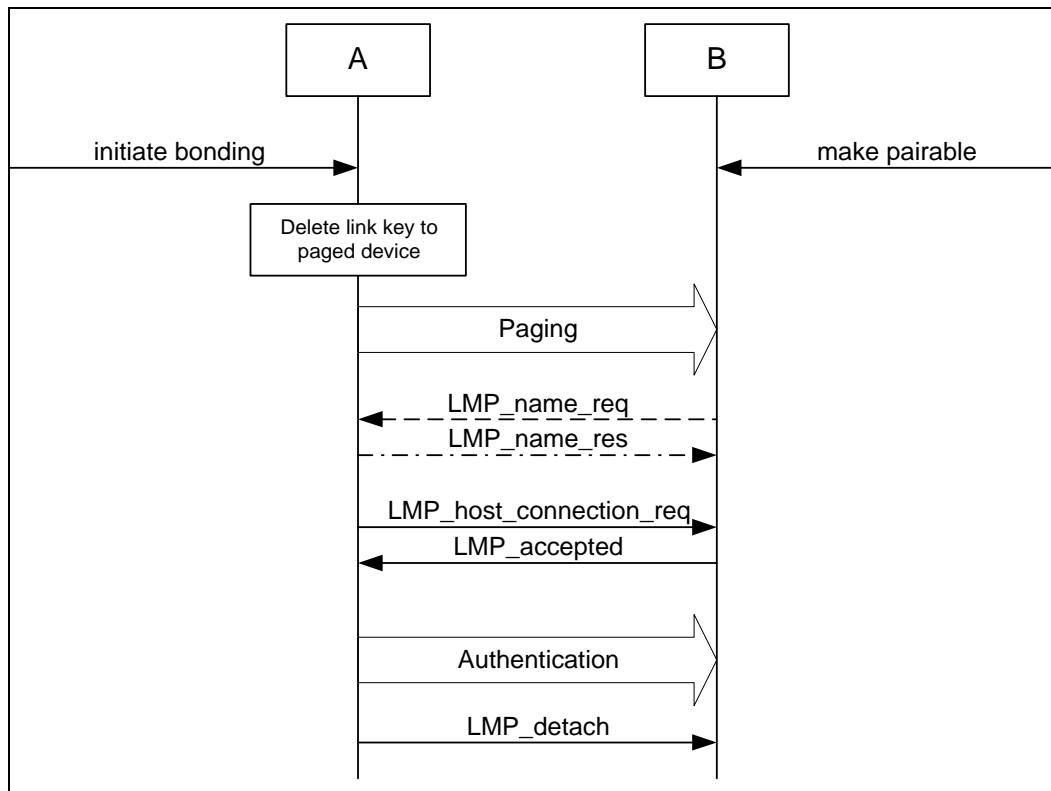 A
B
initiate bonding
make pairable
Delete link key to
paged device
Paging
LMP_name_req
LMP_name_res
LMP_host_connection_req
LMP_accepted
Authentication
LMP_detach